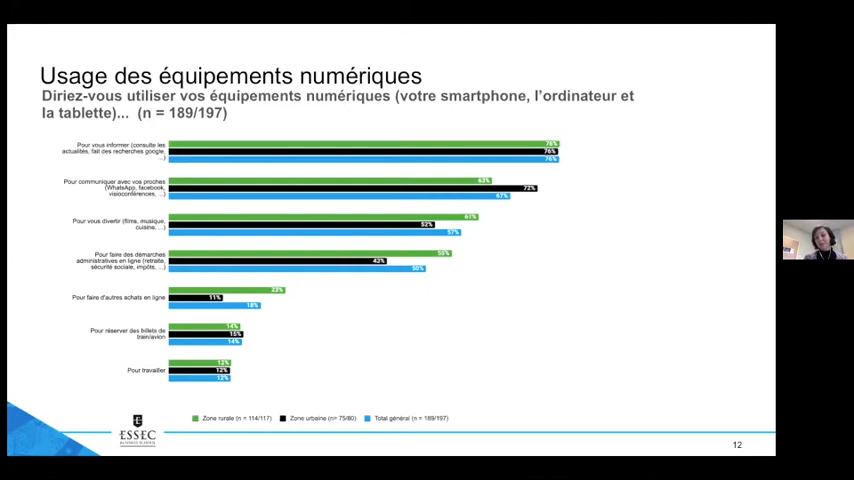 Usage des équipements numériques
Diriez-vous utiliser vos équipements numériques (votre smartphone, l'ordinateur et
la tablette)... (n = 189/197)
Pour vous informer (consulte les
actualités, fait des recherches google,
...)
76%
76%
76%
Pour communiquer avec vos proches
(WhatsApp, facebook,
visioconférences, ...)
63%
72%
67%
Pour vous divertir (films, musique,
cuisine, ...)
61%
52%
57%
Pour faire des démarches
administratives en ligne (retraite,
sécurité sociale, impôts, ...)
55%
43%
50%
Pour faire d'autres achats en ligne
23%
11%
18%
Pour réserver des billets de
train/avion
14%
15%
14%
Pour travailler
12%
12%
12%
Zone rurale (n = 114/117)
Zone urbaine (n= 75/80)
Total général (n = 189/197)
ESSEC
BUSINESS SCHOOL
12